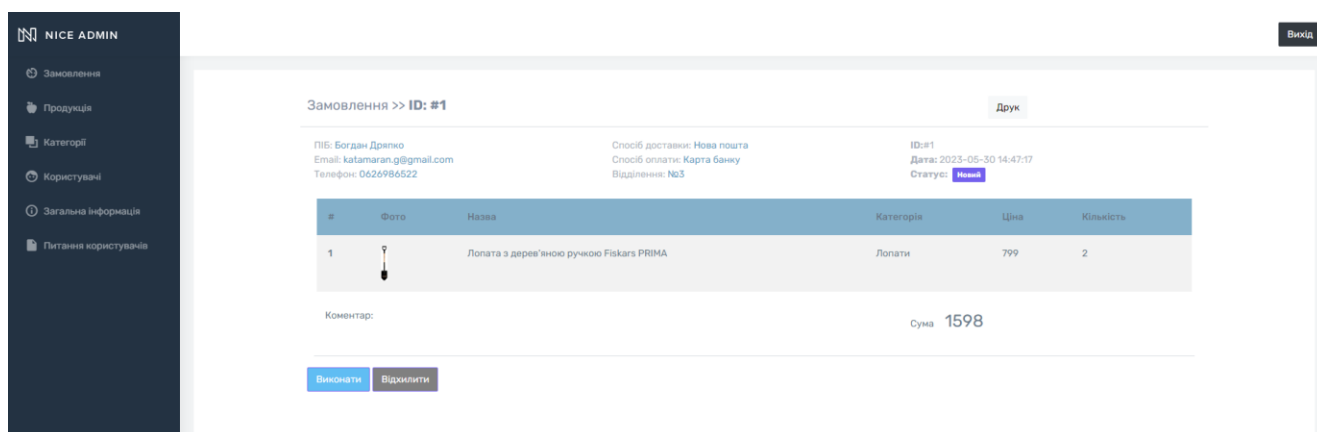 NICE ADMIN
Вихід
Замовлення
Продукція
Категорії
Користувачі
Загальна інформація
Питання користувачів
Замовлення >> ID: #1
Друк
ПІБ: Богдан Дряпко
Email: katamaran.g@gmail.com
Телефон: 0626986522
Спосіб доставки: Нова пошта
Спосіб оплати: Карта банку
Відділення: №3
ID:#1
Дата: 2023-05-30 14:47:17
Статус: Новий
# Фото Назва Категорія Ціна Кількість
1 Лопата з дерев'яною ручкою Fiskars PRIMA Лопати 799 2
Коментар:
Сума 1598
Виконати Відхилити